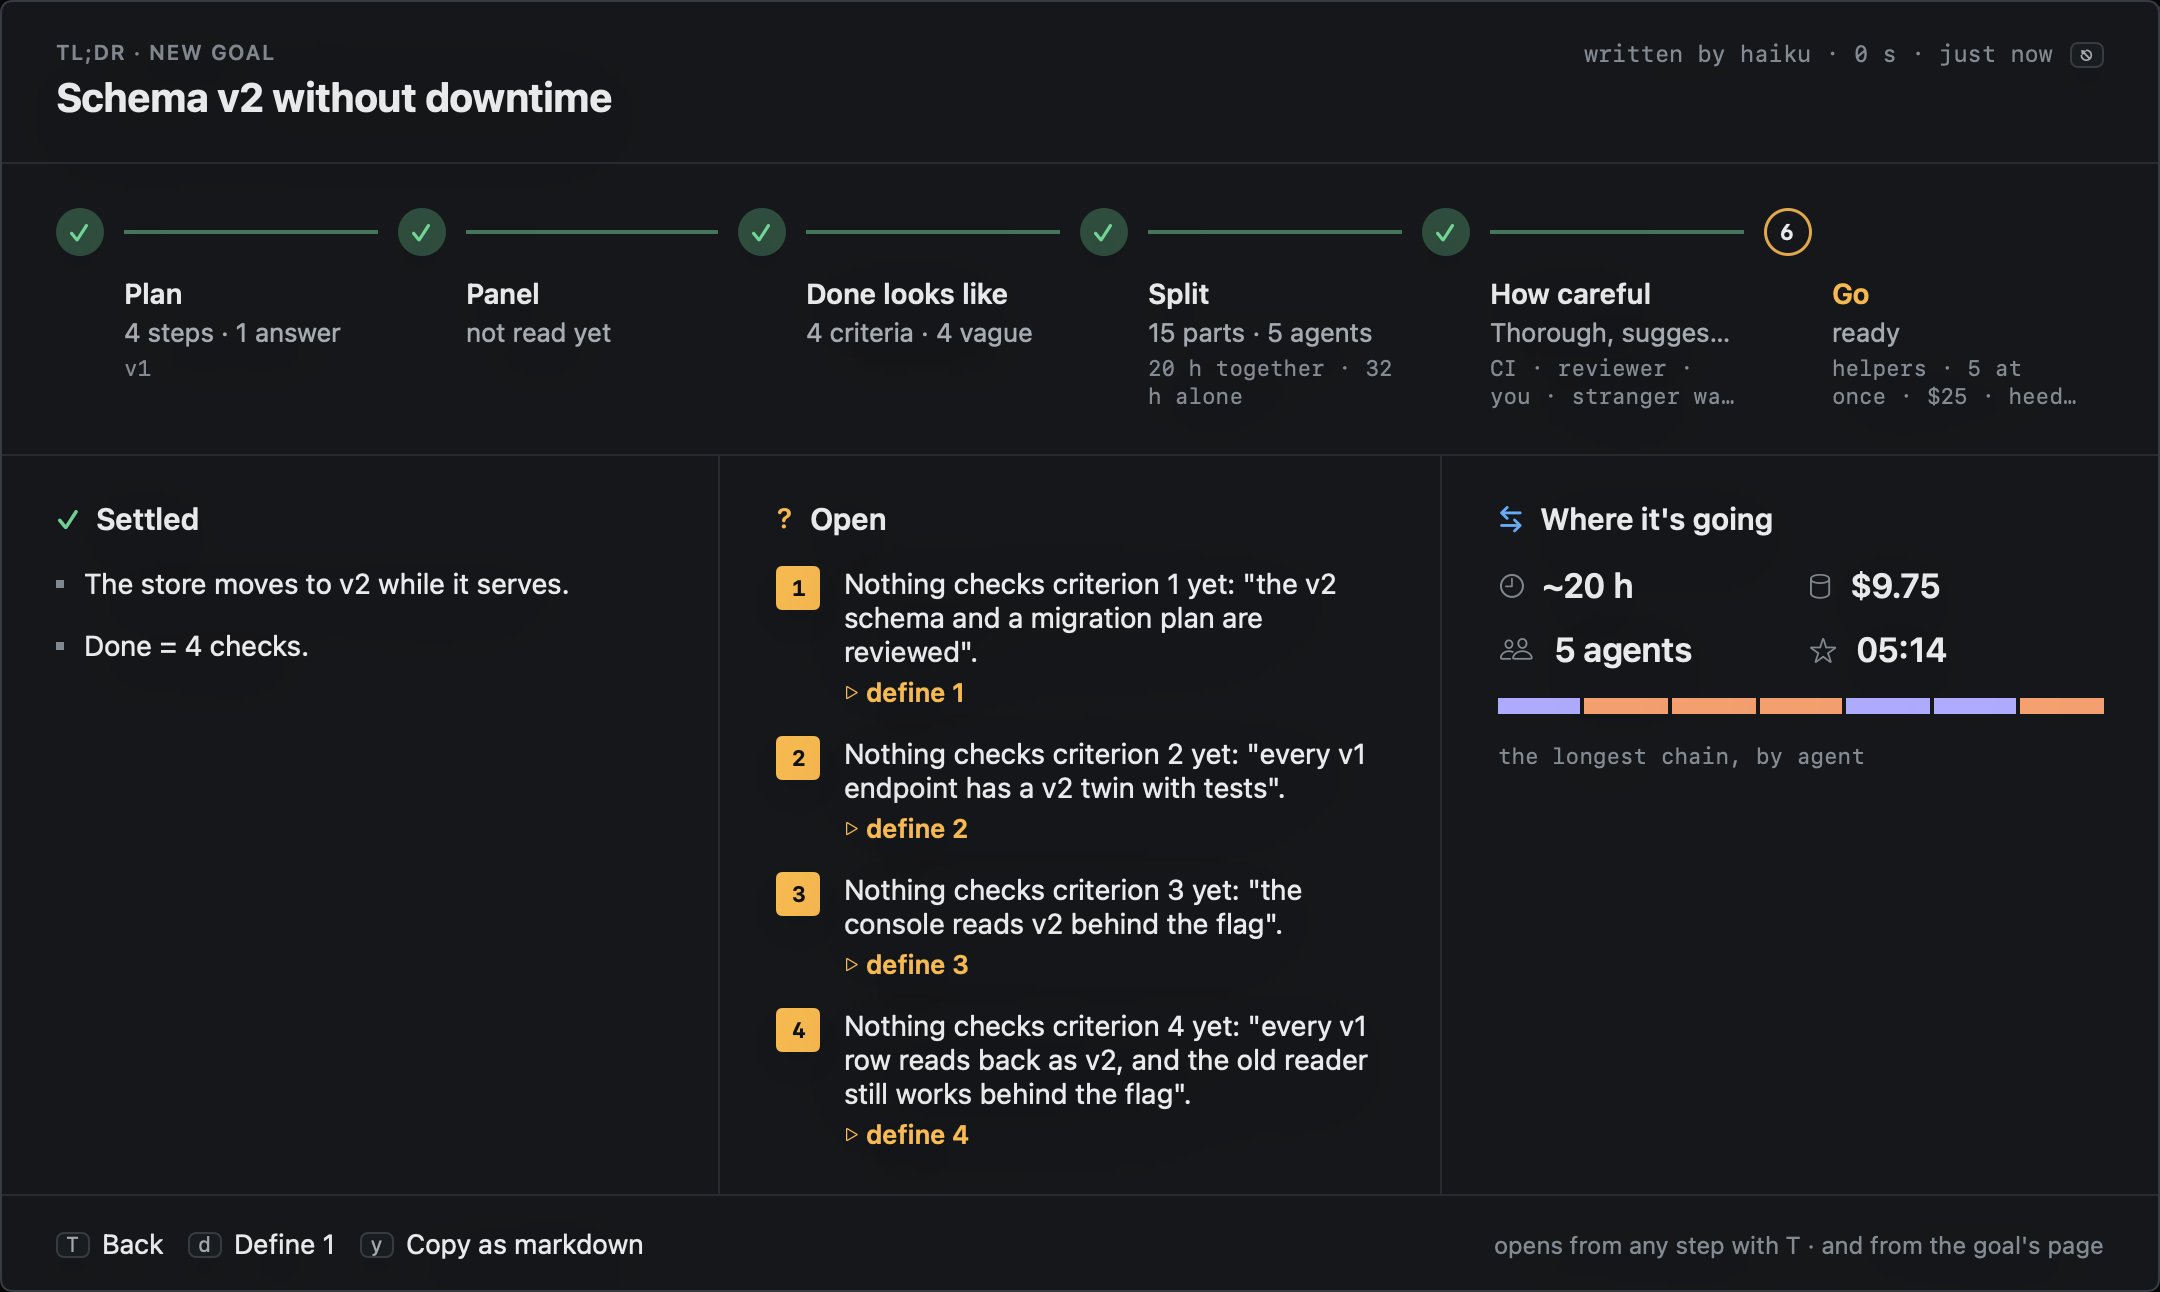 TL;DR · NEW GOAL
written by haiku · 0 s · just now
Schema v2 without downtime
6
Plan
4 steps · 1 answer
v1
Panel
not read yet
Done looks like
4 criteria · 4 vague
Split
15 parts · 5 agents
20 h together · 32
h alone
How careful
Thorough, sugges…
CI · reviewer ·
you · stranger wa…
Go
ready
helpers · 5 at
once · $25 · heed…
Settled
The store moves to v2 while it serves.
Done = 4 checks.
? Open
1 Nothing checks criterion 1 yet: "the v2
schema and a migration plan are
reviewed".
define 1
2 Nothing checks criterion 2 yet: "every v1
endpoint has a v2 twin with tests".
define 2
3 Nothing checks criterion 3 yet: "the
console reads v2 behind the flag".
define 3
4 Nothing checks criterion 4 yet: "every v1
row reads back as v2, and the old reader
still works behind the flag".
define 4
Where it's going
~20 h $9.75
5 agents 05:14
the longest chain, by agent
T Back d Define 1 y Copy as markdown
opens from any step with T · and from the goal's page